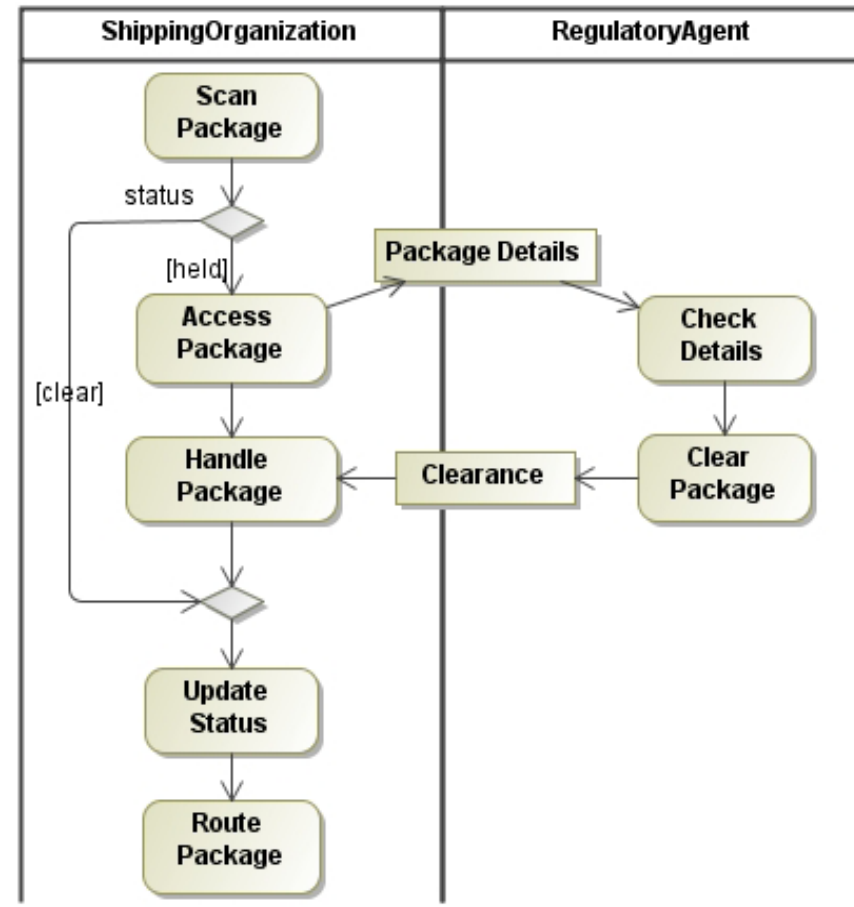 ShippingOrganization
RegulatoryAgent
Scan
Package
status
[held]
Package Details
Access
Package
Check
Details
[clear]
Handle
Package
Clearance
Clear
Package
Update
Status
Route
Package